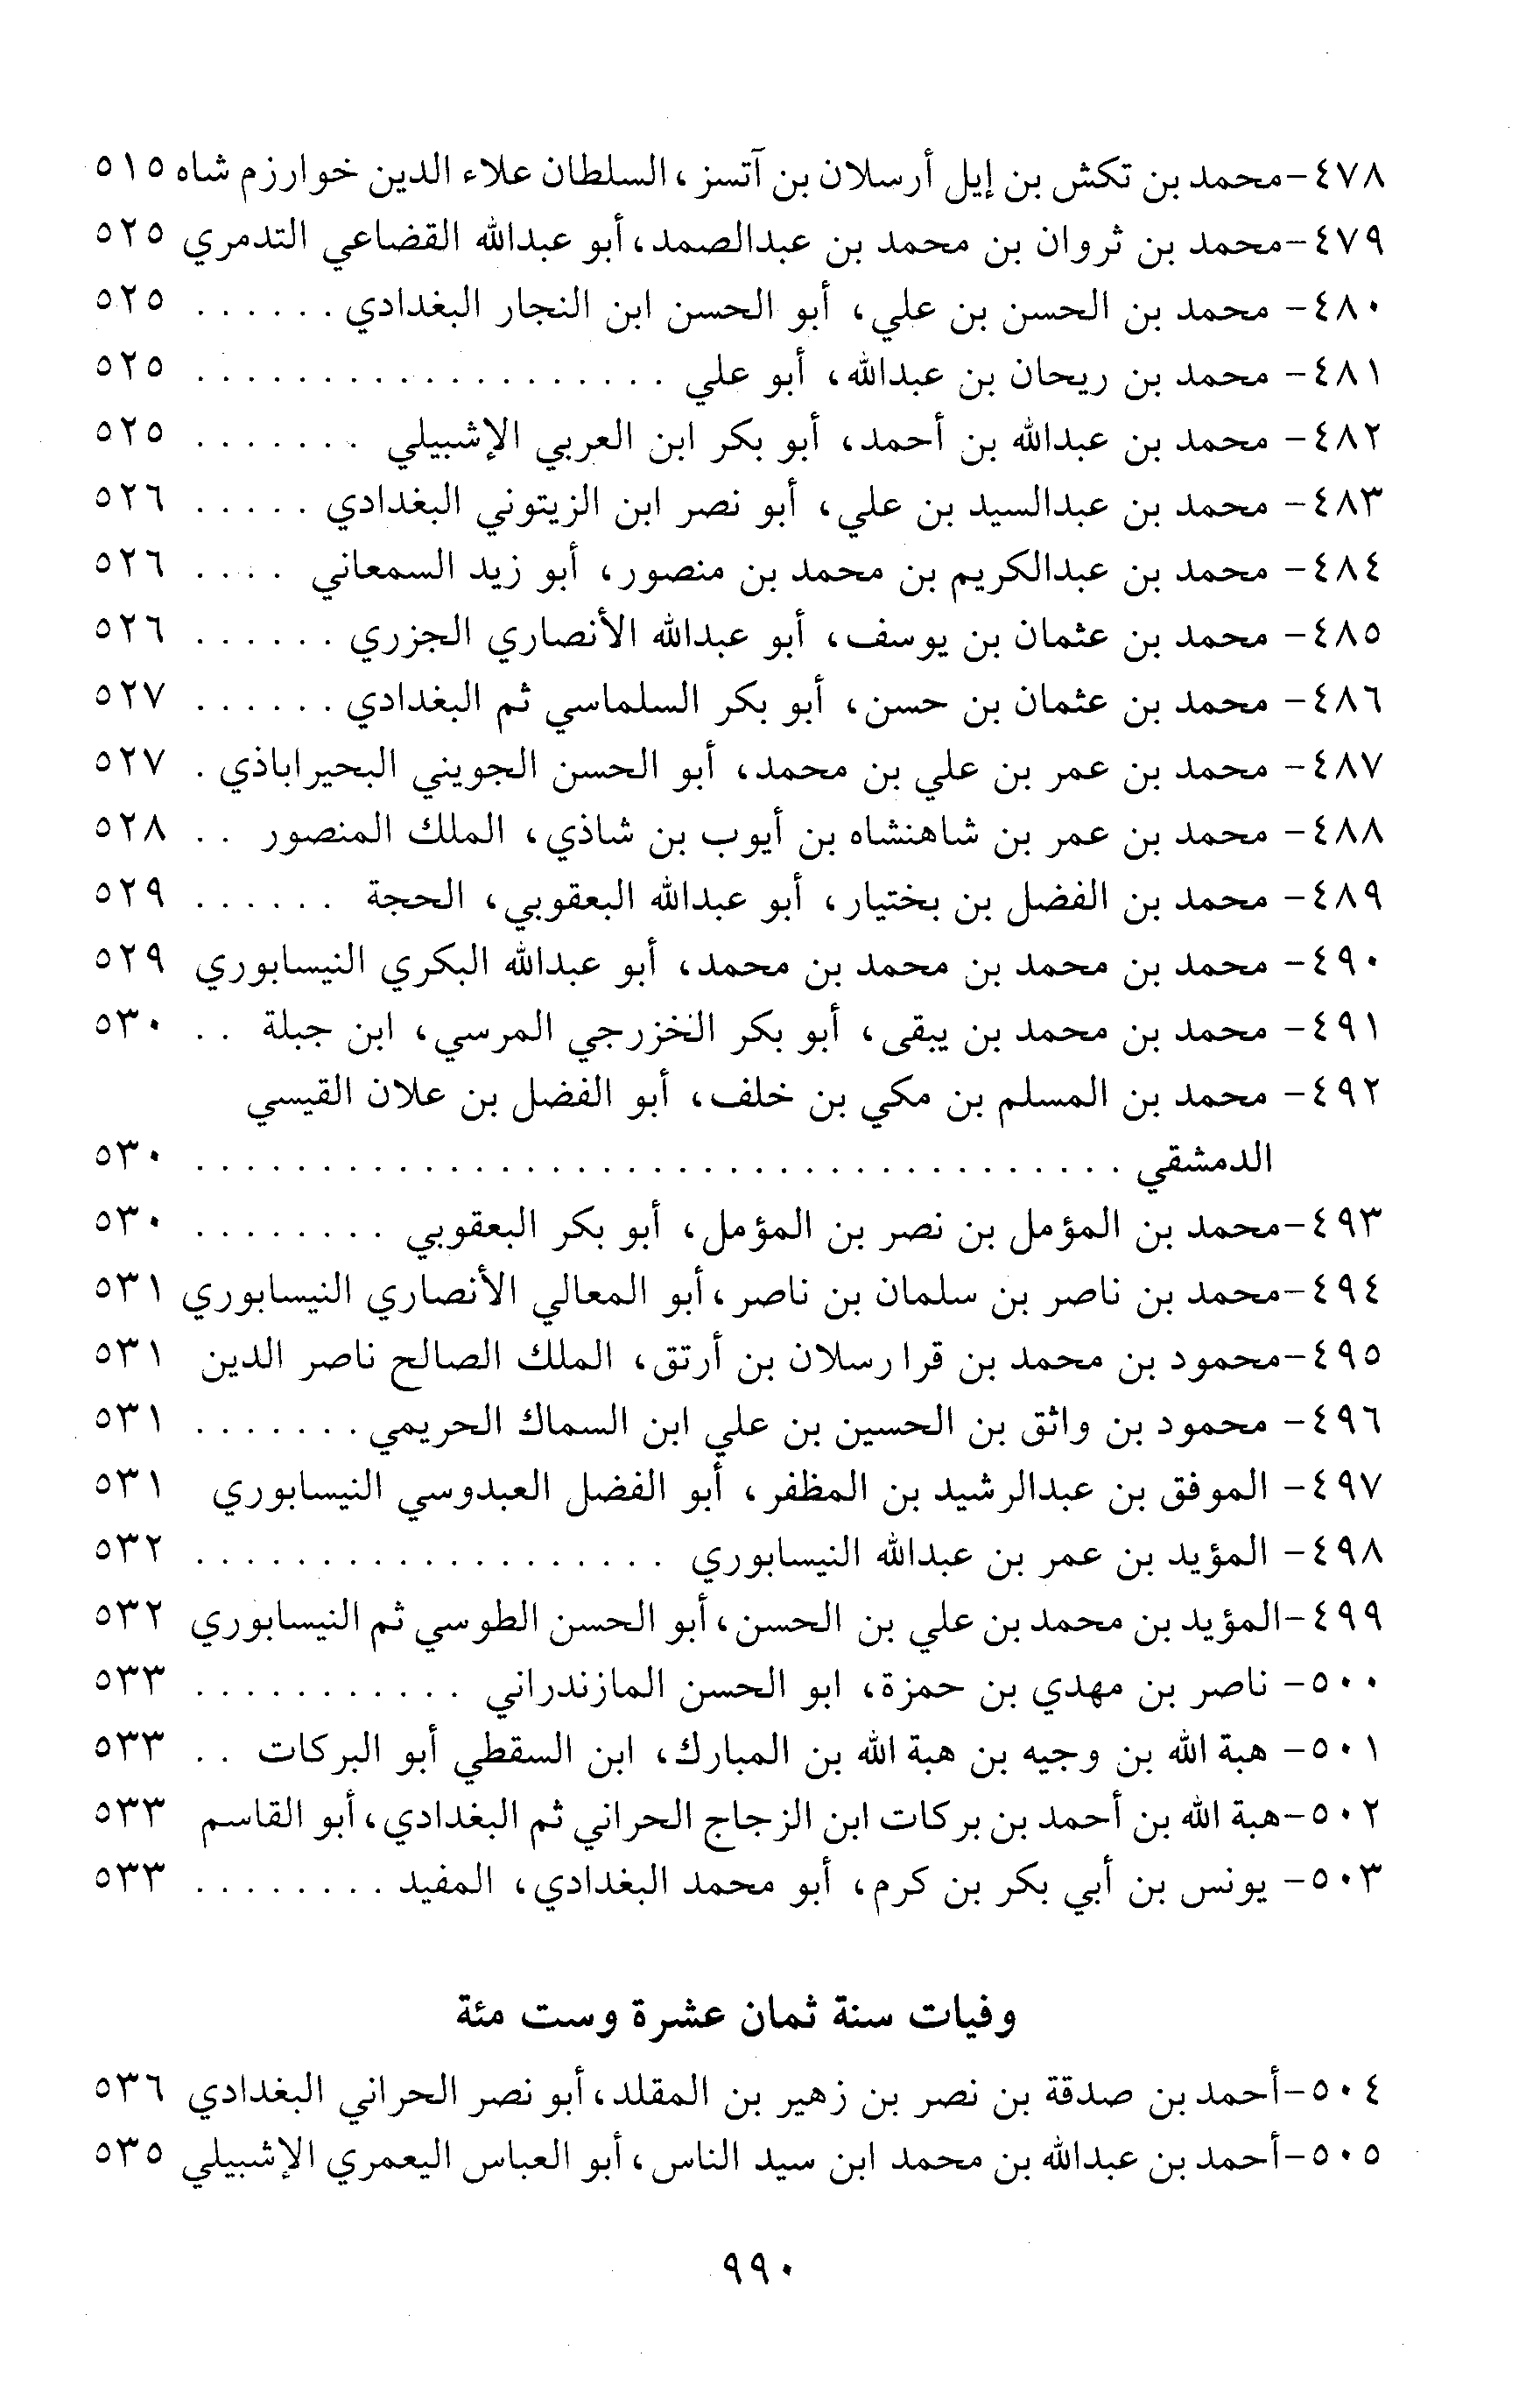 ٤٧٨-محمد بن تكش بن إيل أرسلان بن آتسز، السلطان علاء الدين خوارزم شاه ٥١٥
٤٧٩-محمد بن ثروان بن محمد بن عبدالصمد، أبو عبدالله القضاعي التدمري ٥٢٥
٤٨٠- محمد بن الحسن بن علي، أبو الحسن ابن النجار البغدادي . . . . . . ٥٢٥
٤٨١- محمد بن ريحان بن عبدالله، أبو علي . . . . . . . . . . . . . . . . . . . ٥٢٥
٤٨٢- محمد بن عبدالله بن أحمد، أبو بكر ابن العربي الإشبيلي . . . . . . . ٥٢٥
٤٨٣- محمد بن عبدالسيد بن علي، أبو نصر ابن الزيتوني البغدادي . . . . . ٥٢٦
٤٨٤- محمد بن عبدالكريم بن محمد بن منصور، أبو زيد السمعاني . . . . ٥٢٦
٤٨٥- محمد بن عثمان بن يوسف، أبو عبدالله الأنصاري الجزري . . . . . . ٥٢٦
٤٨٦- محمد بن عثمان بن حسن، أبو بكر السلماسي ثم البغدادي . . . . . . ٥٢٧
٤٨٧- محمد بن عمر بن علي بن محمد، أبو الحسن الجويني البحيراباذي . ٥٢٧
٤٨٨- محمد بن عمر بن شاهنشاه بن أيوب بن شاذي، الملك المنصور . . ٥٢٨
٤٨٩- محمد بن الفضل بن بختيار، أبو عبدالله البعقوبي، الحجة . . . . . . ٥٢٩
٤٩٠- محمد بن محمد بن محمد بن محمد، أبو عبدالله البكري النيسابوري ٥٢٩
٤٩١- محمد بن محمد بن يبقى، أبو بكر الخزرجي المرسي، ابن جبلة . . ٥٣٠
٤٩٢- محمد بن المسلم بن مكي بن خلف، أبو الفضل بن علان القيسي
الدمشقي . . . . . . . . . . . . . . . . . . . . . . . . . . . . . . . . . . . . . ٥٣٠
٤٩٣-محمد بن المؤمل بن نصر بن المؤمل، أبو بكر البعقوبي . . . . . . . . ٥٣٠
٤٩٤-محمد بن ناصر بن سلمان بن ناصر، أبو المعالي الأنصاري النيسابوري ٥٣١
٤٩٥-محمود بن محمد بن قرا رسلان بن أرتق، الملك الصالح ناصر الدين ٥٣١
٤٩٦- محمود بن واثق بن الحسين بن علي ابن السماك الحريمي . . . . . . . ٥٣١
٤٩٧- الموفق بن عبدالرشيد بن المظفر، أبو الفضل العبدوسي النيسابوري ٥٣١
٤٩٨- المؤيد بن عمر بن عبدالله النيسابوري . . . . . . . . . . . . . . . . . . . ٥٣٢
٤٩٩-المؤيد بن محمد بن علي بن الحسن، أبو الحسن الطوسي ثم النيسابوري ٥٣٢
٥٠٠- ناصر بن مهدي بن حمزة، ابو الحسن المازندراني . . . . . . . . . . . ٥٣٣
٥٠١- هبة الله بن وجيه بن هبة الله بن المبارك، ابن السقطي أبو البركات . . ٥٣٣
٥٠٢-هبة الله بن أحمد بن بركات ابن الزجاج الحراني ثم البغدادي، أبو القاسم ٥٣٣
٥٠٣- يونس بن أبي بكر بن كرم، أبو محمد البغدادي، المفيد . . . . . . . . ٥٣٣
وفيات سنة ثمان عشرة وست مئة
٥٠٤-أحمد بن صدقة بن نصر بن زهير بن المقلد، أبو نصر الحراني البغدادي ٥٣٦
٥٠٥-أحمد بن عبدالله بن محمد ابن سيد الناس، أبو العباس اليعمري الإشبيلي ٥٣٥
٩٩٠